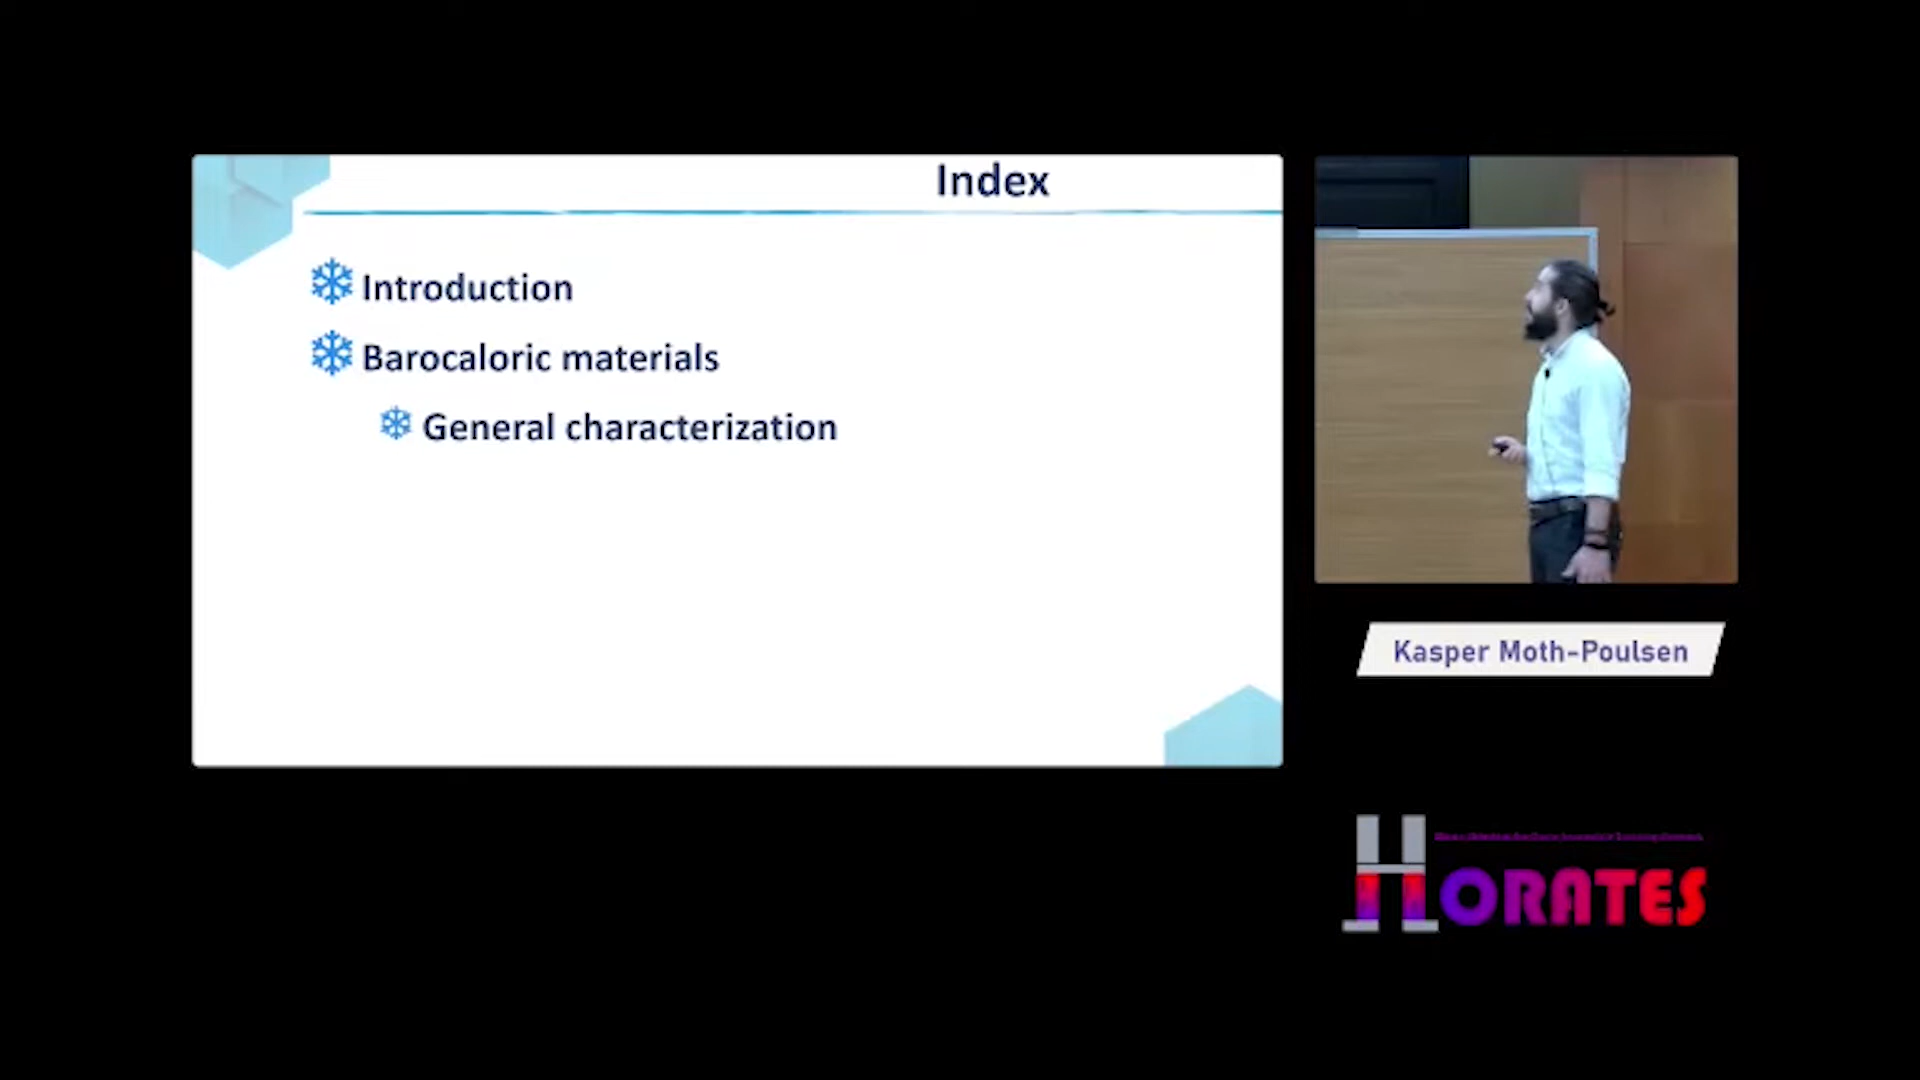 Index
Introduction
Barocaloric materials
General characterization
Kasper Moth-Poulsen
HORATES